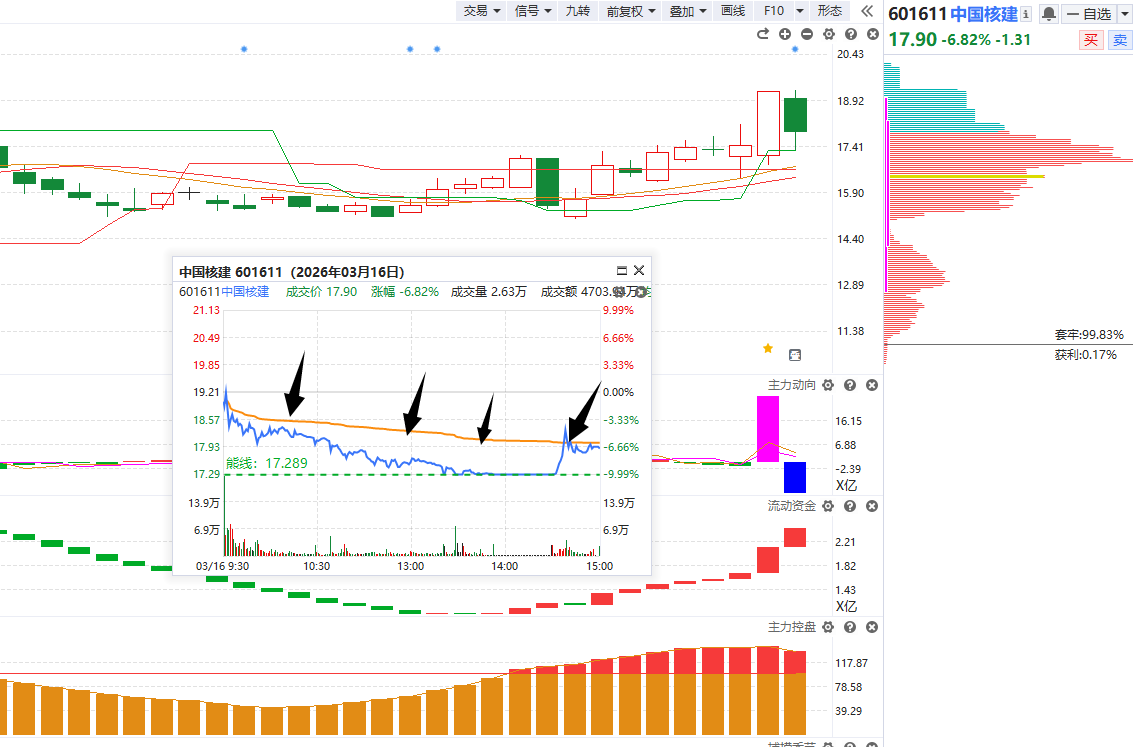 交易 信号 九转 前复权 叠加 画线 F10 形态
601611 中国核建 自选
17.90 -6.82% -1.31 买 卖
20.43
18.92
17.41
15.90
14.40
12.89
11.38
套牢:99.83%
获利:0.17%
中国核建 601611（2026年03月16日）
601611中国核建 成交价 17.90 涨幅 -6.82% 成交量 2.63万 成交额
21.13 9.99%
20.49 6.66%
19.85 3.33%
19.21 0.00%
18.57 -3.33%
17.93 -6.66%
熊线：17.289
17.29 -9.99%
13.9万 13.9万
6.9万 6.9万
03/16 9:30 10:30 13:00 14:00 15:00
主力动向
16.15
6.88
-2.39
X亿
流动资金
2.21
1.82
1.43
X亿
主力控盘
117.87
78.58
39.29